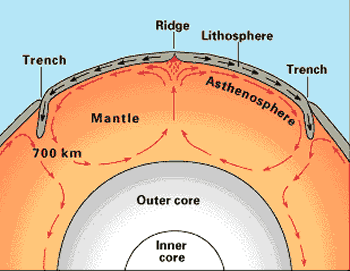 Ridge
Lithosphere
Trench
Trench
Asthenosphere
Mantle
700 km
Outer core
Inner
core